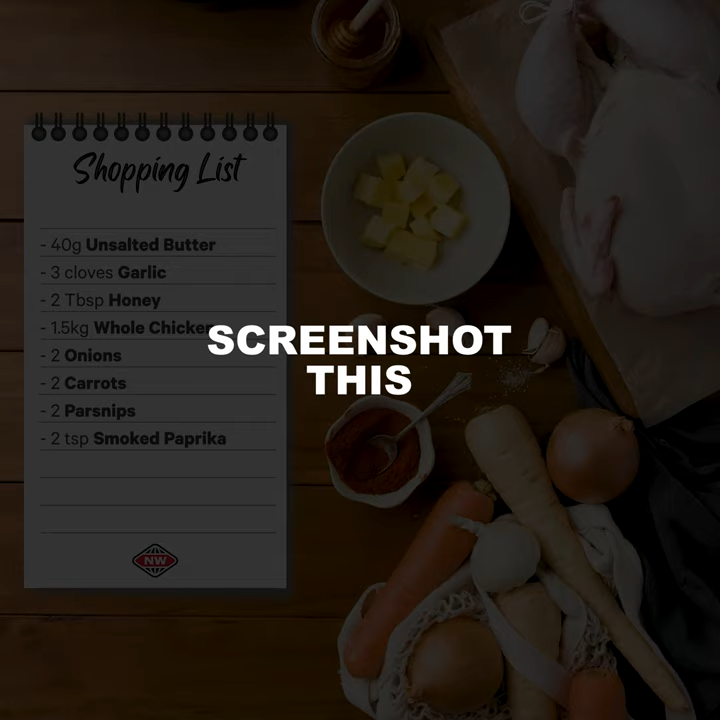 Shopping List
- 40g Unsalted Butter
- 3 cloves Garlic
- 2 Tbsp Honey
- 1.5kg Whole Chicken
- 2 Onions
- 2 Carrots
- 2 Parsnips
- 2 tsp Smoked Paprika
NW
SCREENSHOT
THIS